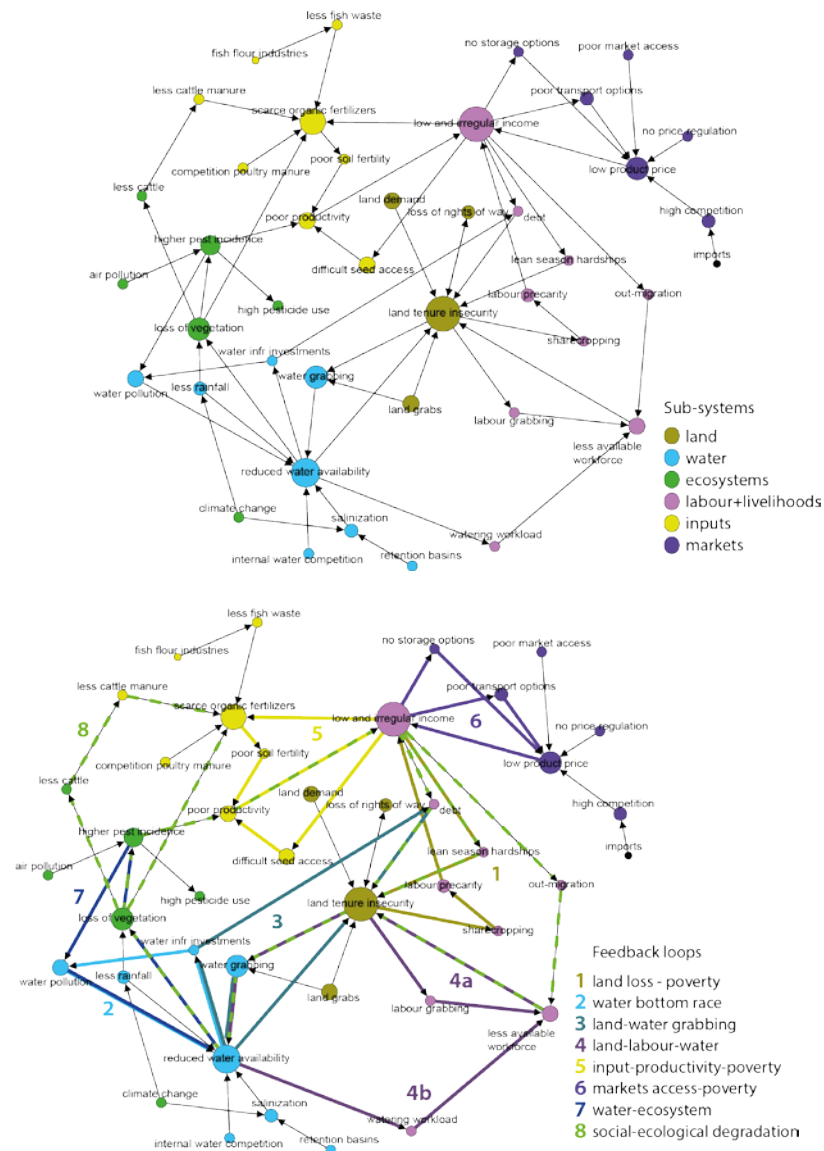 less fish waste
fish flour industries
no storage options
poor market access
less cattle manure
poor transport options
scarce organic fertilizers
low and irregular income
no price regulation
poor soil fertility
competition poultry manure
low product price
less cattle
land demand
loss of rights of way
poor productivity
debt
high competition
higher pest incidence
imports
air pollution
difficult seed access
lean season hardships
labour precarity
out-migration
high pesticide use
land tenure insecurity
loss of vegetation
sharecropping
water infr investments
water grabbing
water pollution
less rainfall
land grabs
labour grabbing
less available
workforce
reduced water availability
climate change
salinization
watering workload
internal water competition
retention basins
Sub-systems
land
water
ecosystems
labour+livelihoods
inputs
markets
less fish waste
fish flour industries
no storage options
poor market access
less cattle manure
poor transport options
scarce organic fertilizers
low and irregular income
6
no price regulation
8
5
poor soil fertility
competition poultry manure
low product price
less cattle
land demand
loss of rights of way
poor productivity
debt
high competition
higher pest incidence
imports
air pollution
difficult seed access
lean season hardships
1
labour precarity
out-migration
7
high pesticide use
land tenure insecurity
loss of vegetation
3
sharecropping
water infr investments
water grabbing
water pollution
less rainfall
4a
2
land grabs
labour grabbing
less available
workforce
reduced water availability
4b
climate change
salinization
watering workload
internal water competition
retention basins
Feedback loops
1 land loss - poverty
2 water bottom race
3 land-water grabbing
4 land-labour-water
5 input-productivity-poverty
6 markets access-poverty
7 water-ecosystem
8 social-ecological degradation